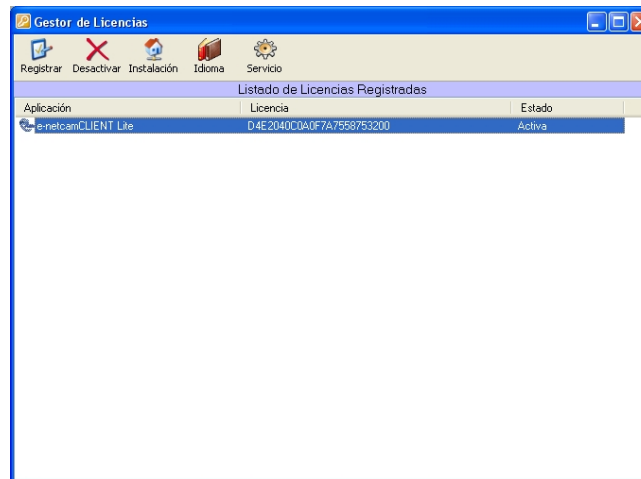 Gestor de Licencias
Registrar Desactivar Instalación Idioma Servicio
Listado de Licencias Registradas
Aplicación Licencia Estado
e-netcamCLIENT Lite D4E2040C0A0F7A7558753200 Activa